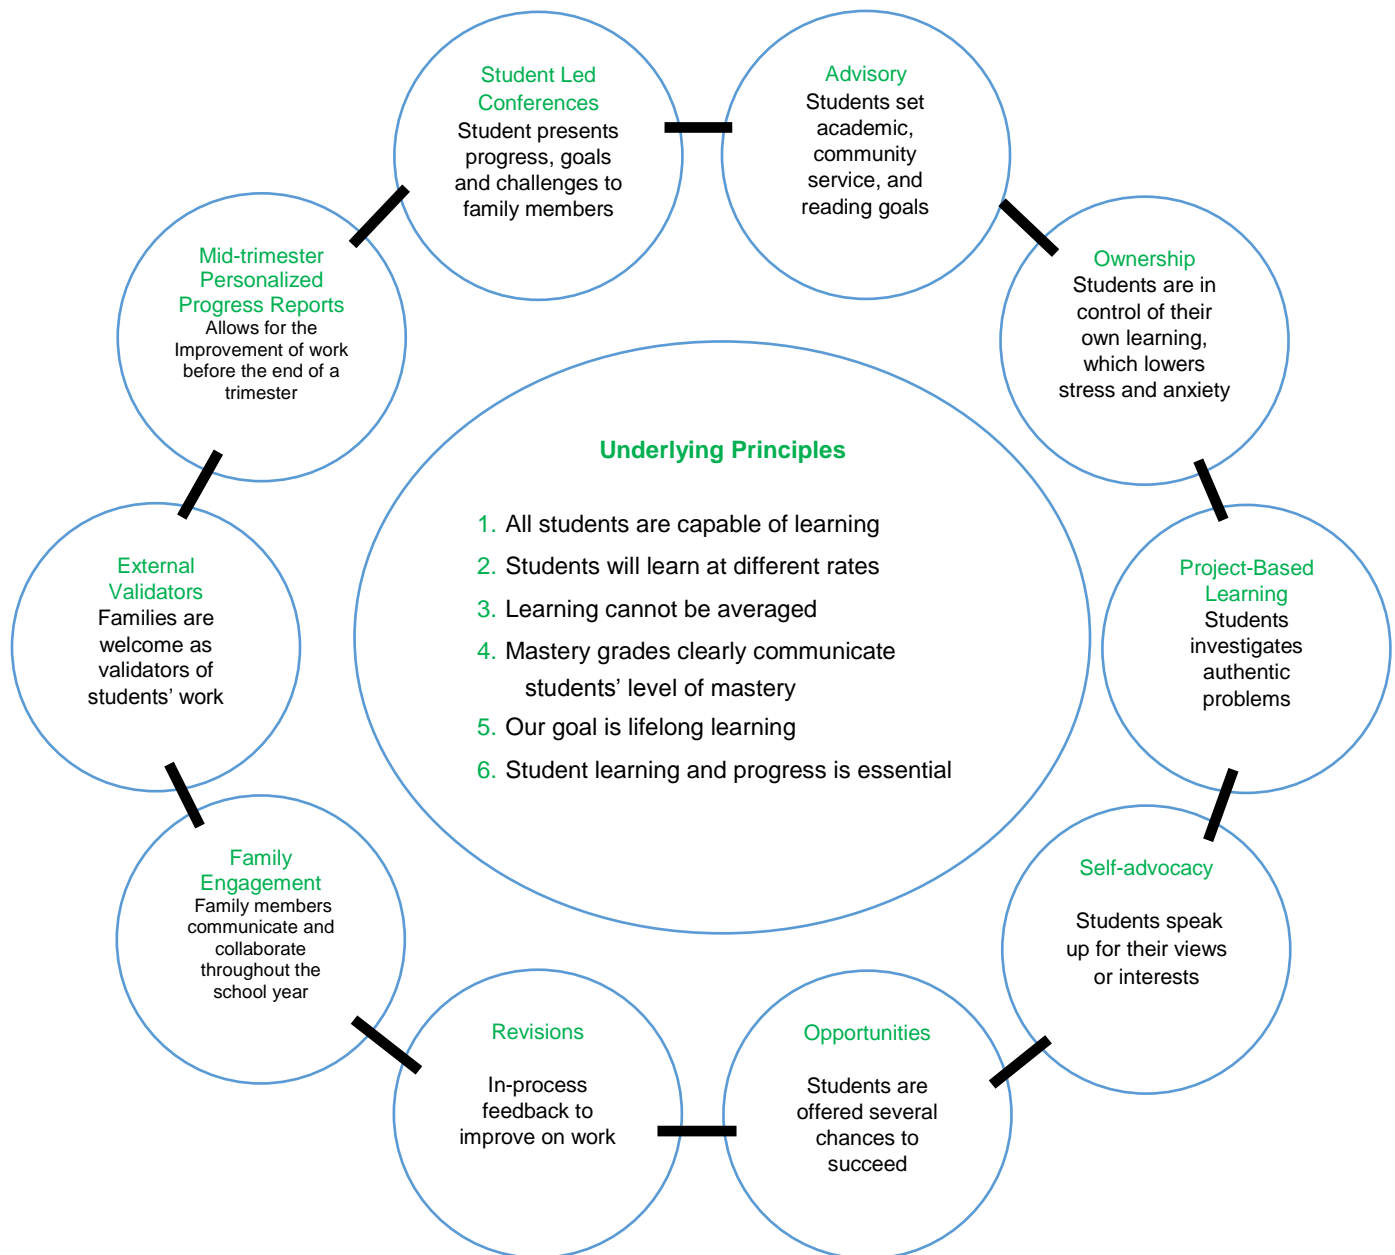 Student Led
Conferences
Student presents
progress, goals
and challenges to
family members
Advisory
Students set
academic,
community
service, and
reading goals
Ownership
Students are in
control of their
own learning,
which lowers
stress and anxiety
Project-Based
Learning
Students
investigates
authentic
problems
Self-advocacy
Students speak
up for their views
or interests
Opportunities
Students are
offered several
chances to
succeed
Revisions
In-process
feedback to
improve on work
Family
Engagement
Family members
communicate and
collaborate
throughout the
school year
External
Validators
Families are
welcome as
validators of
students’ work
Mid-trimester
Personalized
Progress Reports
Allows for the
Improvement of work
before the end of a
trimester
Underlying Principles
1. All students are capable of learning
2. Students will learn at different rates
3. Learning cannot be averaged
4. Mastery grades clearly communicate
students’ level of mastery
5. Our goal is lifelong learning
6. Student learning and progress is essential